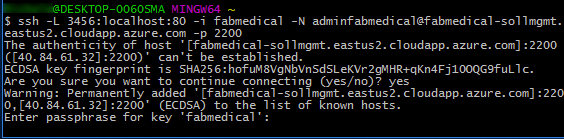 @DESKTOP-OO60SMA MINGW64 ~
$ ssh -L 3456:localhost:80 -i fabmedical -N adminfabmedical@fabmedical-sollmgmt.
eastus2.cloudapp.azure.com -p 2200
The authenticity of host '[fabmedical-sollmgmt.eastus2.cloudapp.azure.com]:2200
([40.84.61.32]:2200)' can't be established.
ECDSA key fingerprint is SHA256:hofuM8VgNbVnSdSLeKVr2gMHR+qKn4Fj1OOQG9fuLlc.
Are you sure you want to continue connecting (yes/no)? yes
Warning: Permanently added '[fabmedical-sollmgmt.eastus2.cloudapp.azure.com]:220
0,[40.84.61.32]:2200' (ECDSA) to the list of known hosts.
Enter passphrase for key 'fabmedical':